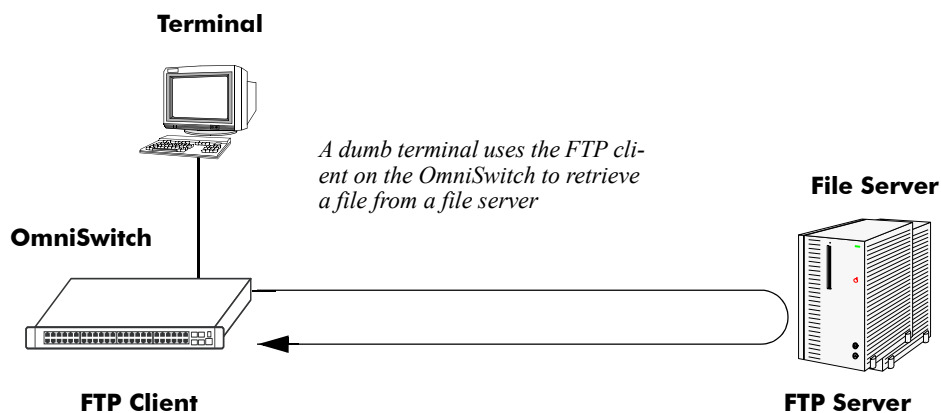 Terminal
A dumb terminal uses the FTP cli-
ent on the OmniSwitch to retrieve
a file from a file server
File Server
OmniSwitch
FTP Client
FTP Server